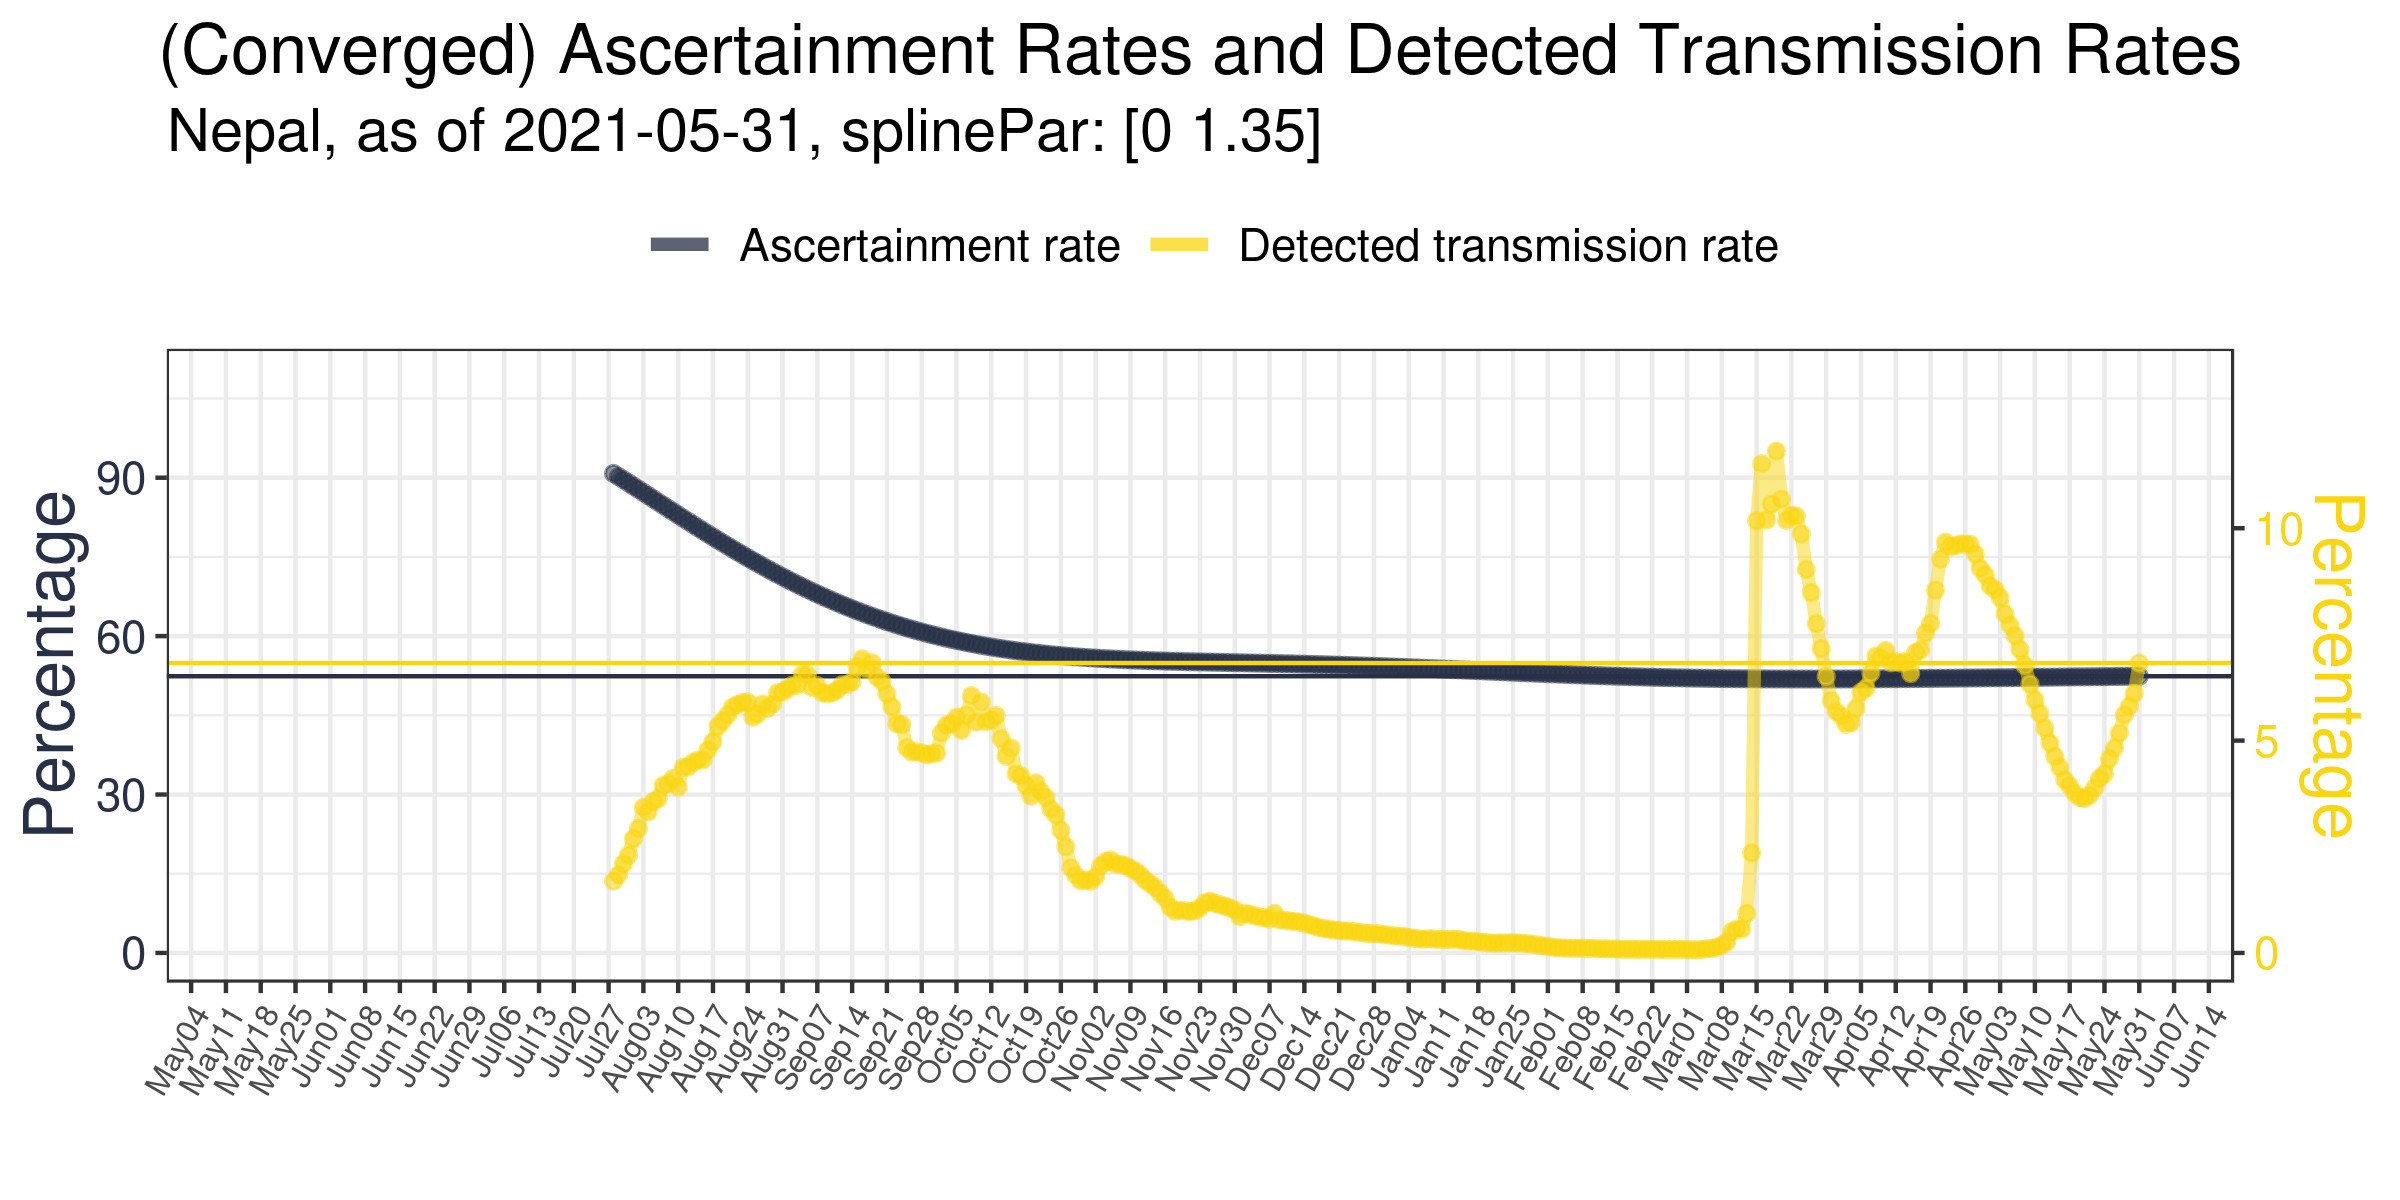 (Converged) Ascertainment Rates and Detected Transmission Rates
Nepal, as of 2021-05-31, splinePar: [0 1.35]
Ascertainment rate
Detected transmission rate
Percentage
90
60
30
0
10
5
0
Percentage
May04
May11
May18
May25
Jun01
Jun08
Jun15
Jun22
Jun29
Jul06
Jul13
Jul20
Jul27
Aug03
Aug10
Aug17
Aug24
Aug31
Sep07
Sep14
Sep21
Sep28
Oct05
Oct12
Oct19
Oct26
Nov02
Nov09
Nov16
Nov23
Nov30
Dec07
Dec14
Dec21
Dec28
Jan04
Jan11
Jan18
Jan25
Feb01
Feb08
Feb15
Feb22
Mar01
Mar08
Mar15
Mar22
Mar29
Apr05
Apr12
Apr19
Apr26
May03
May10
May17
May24
May31
Jun07
Jun14